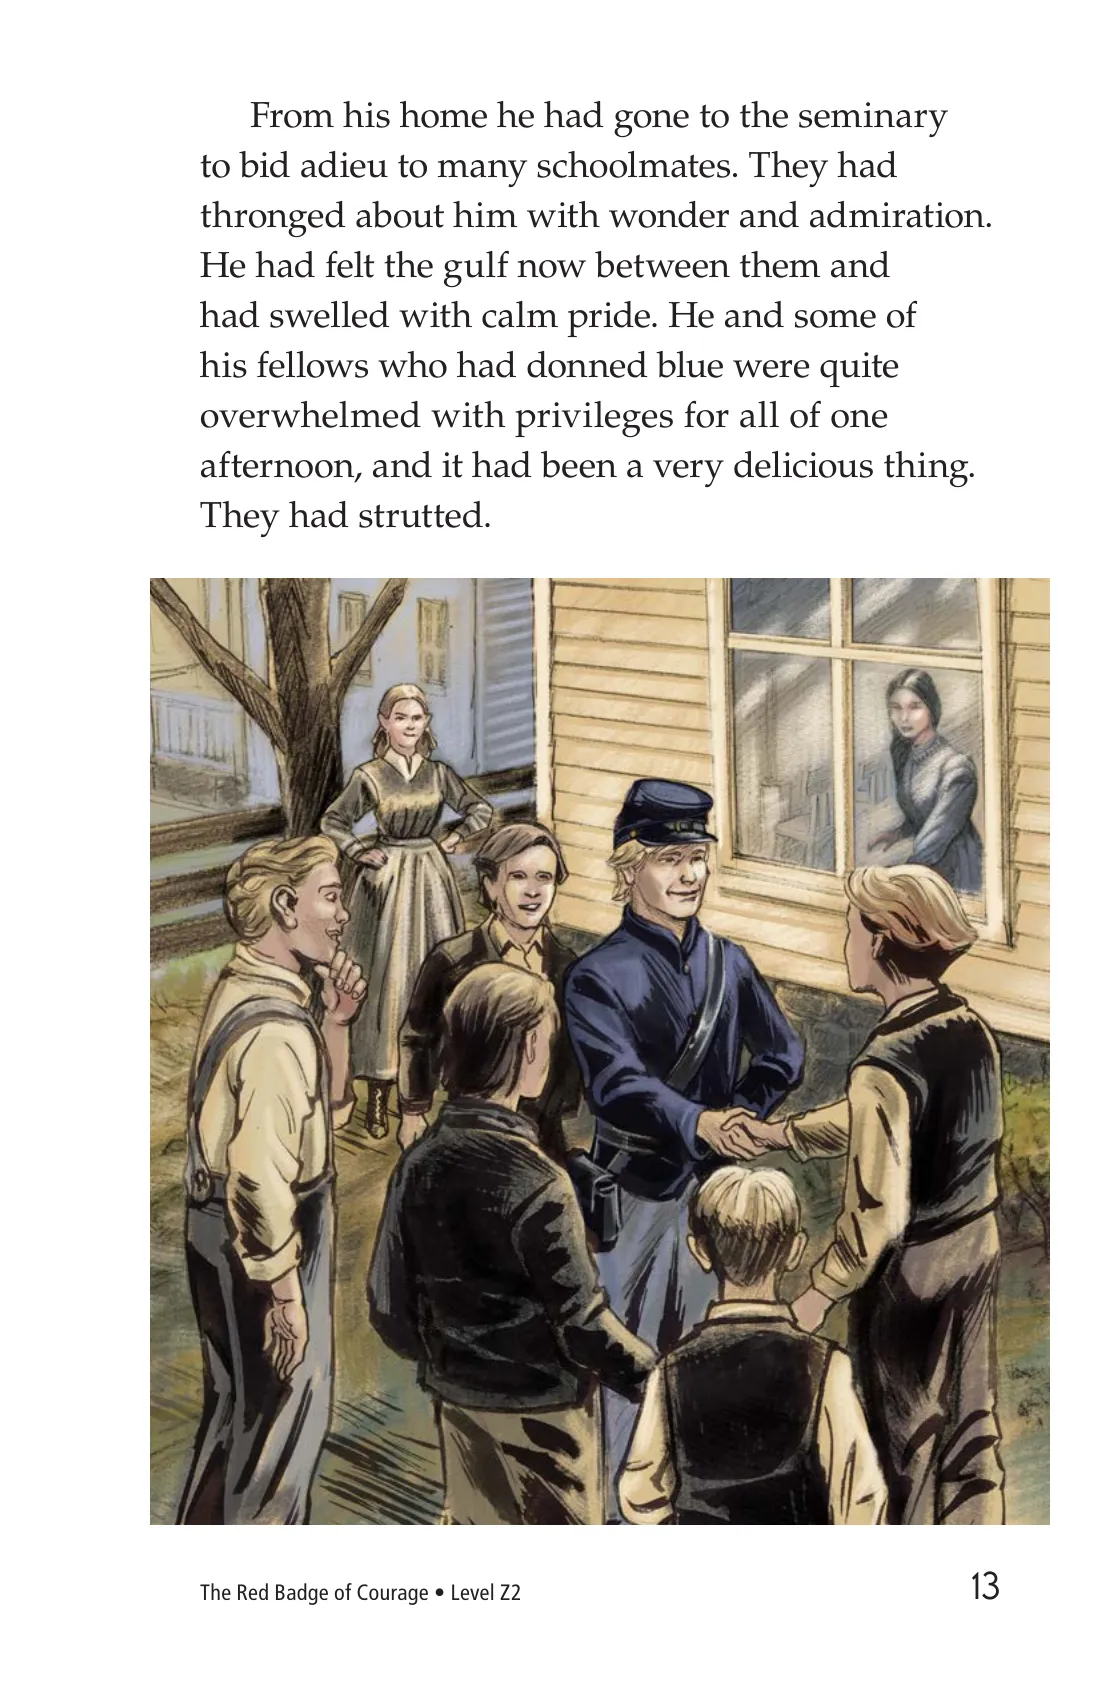 From his home he had gone to the seminary
to bid adieu to many schoolmates. They had
thronged about him with wonder and admiration.
He had felt the gulf now between them and
had swelled with calm pride. He and some of
his fellows who had donned blue were quite
overwhelmed with privileges for all of one
afternoon, and it had been a very delicious thing.
They had strutted.
The Red Badge of Courage • Level Z2
13